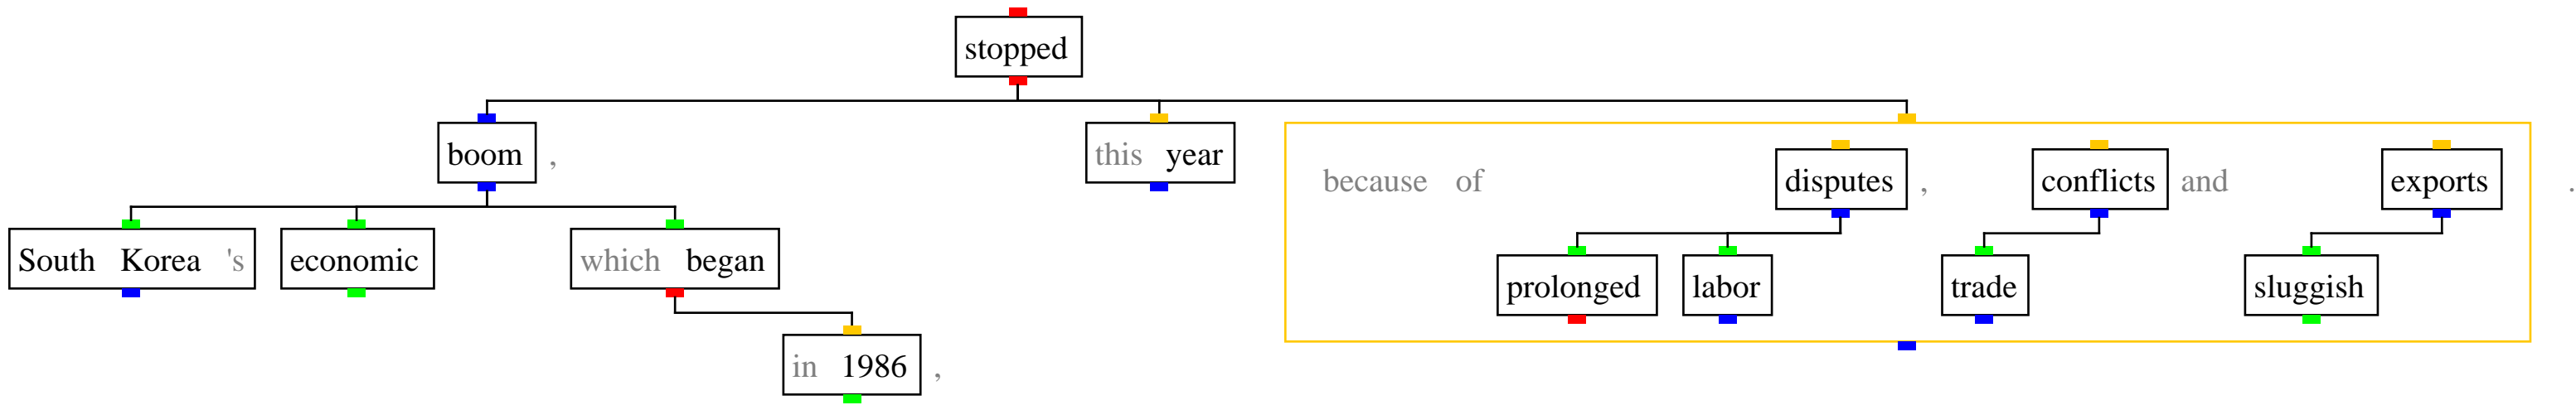 stopped
boom , this year
because of disputes , conflicts and exports .
South Korea 's economic which began
prolonged labor trade sluggish
in 1986 ,